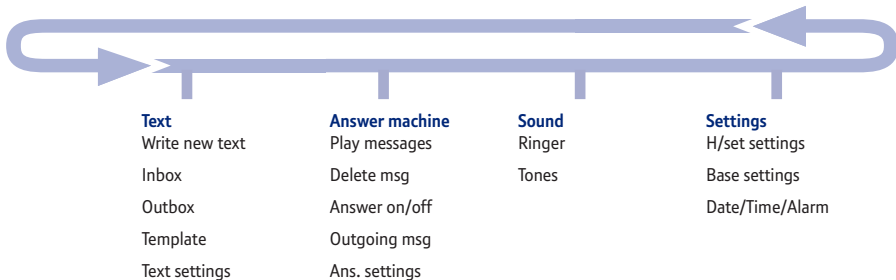 Text
Write new text
Inbox
Outbox
Template
Text settings
Answer machine
Play messages
Delete msg
Answer on/off
Outgoing msg
Ans. settings
Sound
Ringer
Tones
Settings
H/set settings
Base settings
Date/Time/Alarm